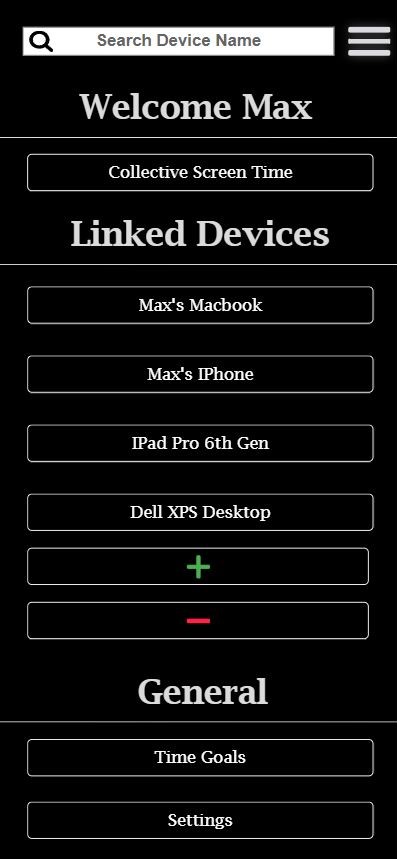 Search Device Name
Welcome Max
Collective Screen Time
Linked Devices
Max's Macbook
Max's IPhone
IPad Pro 6th Gen
Dell XPS Desktop
+
−
General
Time Goals
Settings